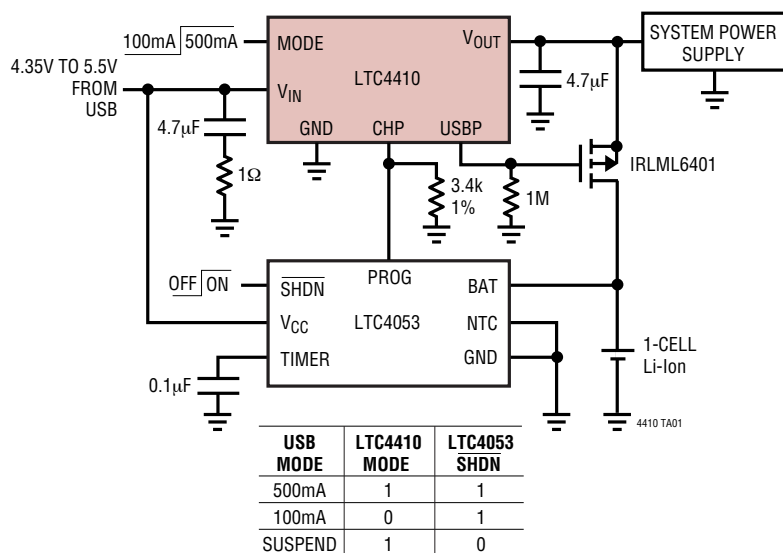 100mA 500mA
MODE
VOUT
SYSTEM POWER
SUPPLY
4.35V TO 5.5V
FROM
USB
LTC4410
VIN
4.7µF
4.7µF
GND
CHP
USBP
1Ω
3.4k
1%
1M
IRLML6401
OFF ON
SHDN
PROG
BAT
VCC
LTC4053
NTC
TIMER
GND
0.1µF
1-CELL
Li-Ion
4410 TA01
USB LTC4410 LTC4053
MODE MODE SHDN
500mA 1 1
100mA 0 1
SUSPEND 1 0